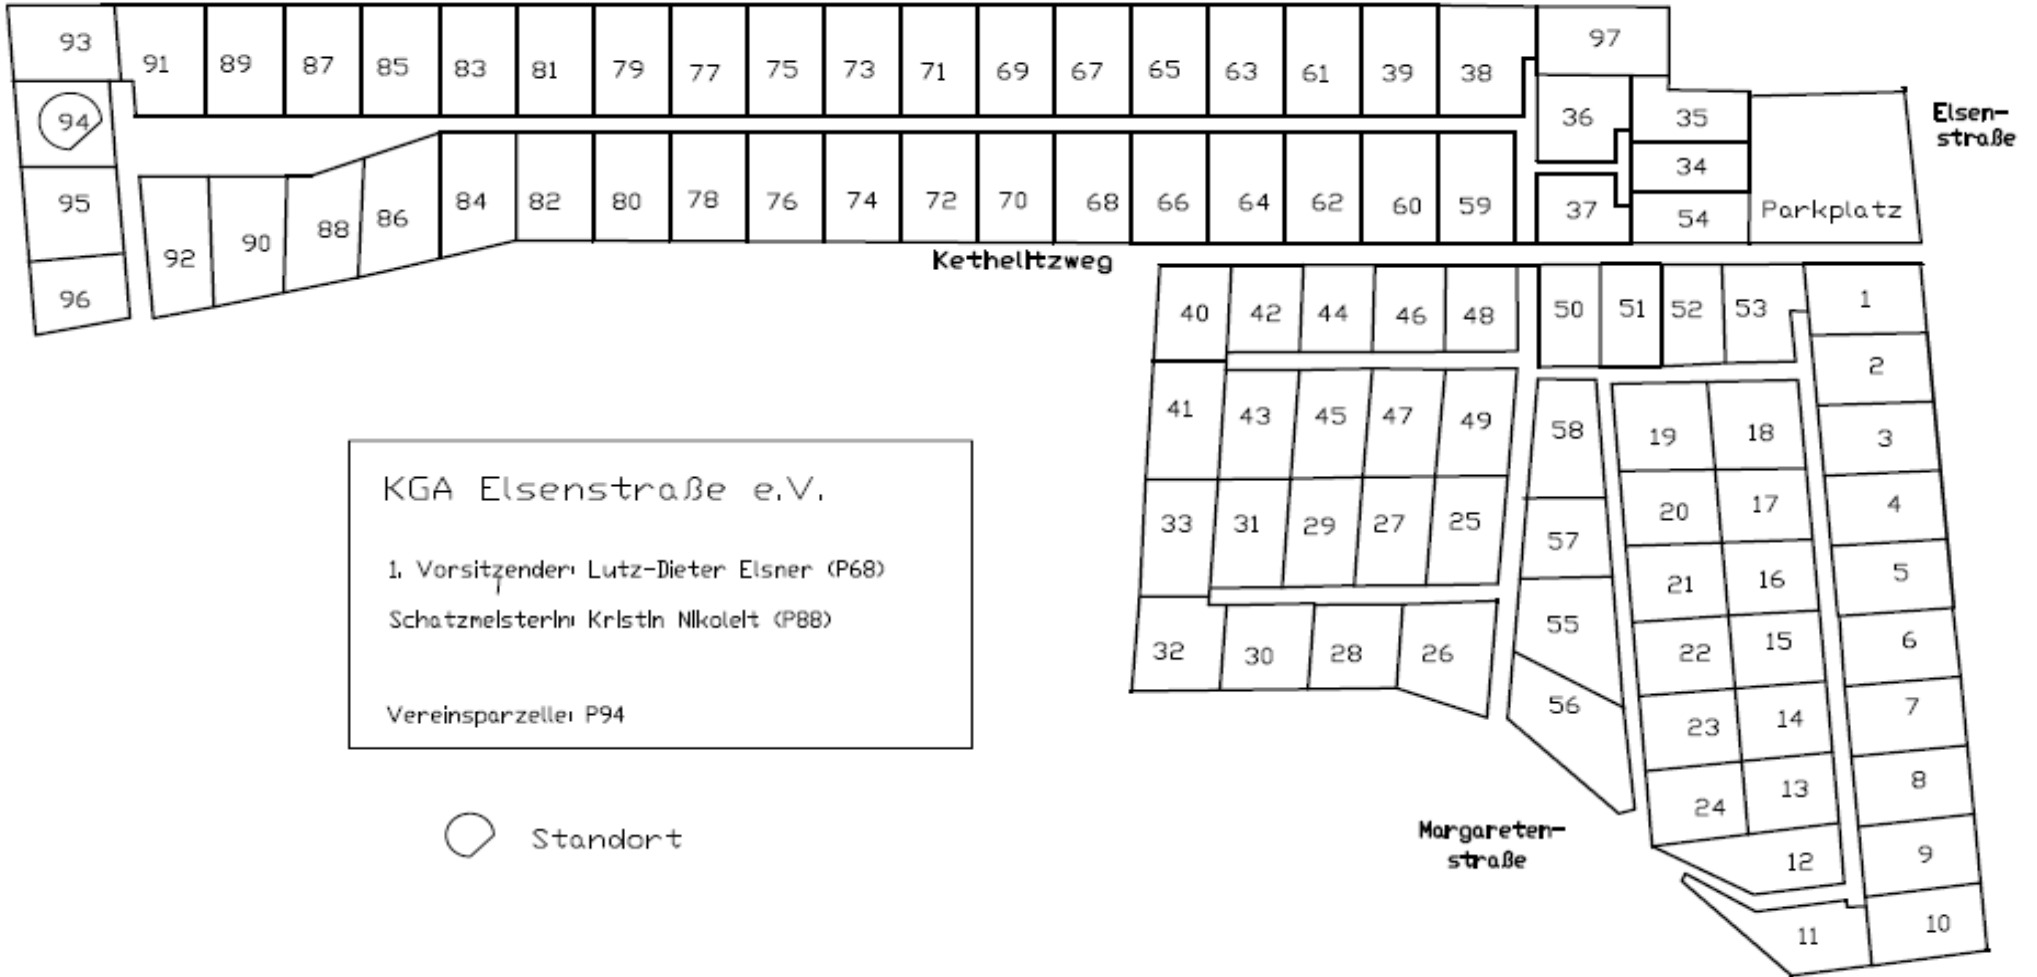 93 91 89 87 85 83 81 79 77 75 73 71 69 67 65 63 61 39 38 97
94 36 35 Elsen-
straße
34
95 92 90 88 86 84 82 80 78 76 74 72 70 68 66 64 62 60 59 37 54 Parkplatz
96
Kethelitzweg
40 42 44 46 48 50 51 52 53 1
2
41 43 45 47 49 58 19 18 3
33 31 29 27 25 57 20 17 4
21 16 5
32 30 28 26 55 22 15 6
56 23 14 7
24 13 8
12 9
11 10
KGA Elsenstraße e.V.
1. Vorsitzender: Lutz-Dieter Elsner (P68)
Schatzmeisterin: Kristin Nikoleit (P88)
Vereinsparzelle: P94
Standort
Margareten-
straße